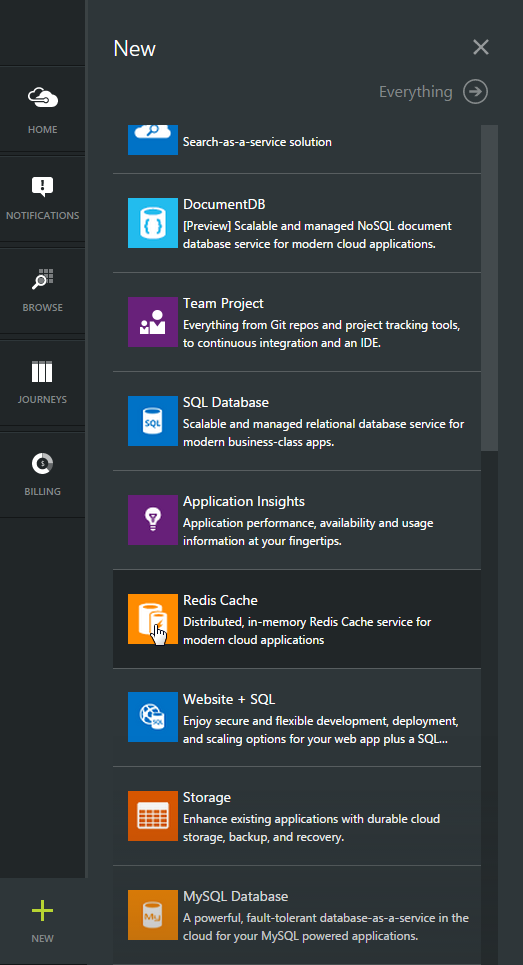 New
Everything
HOME
NOTIFICATIONS
BROWSE
JOURNEYS
BILLING
NEW
Search-as-a-service solution
DocumentDB
[Preview] Scalable and managed NoSQL document
database service for modern cloud applications.
Team Project
Everything from Git repos and project tracking tools,
to continuous integration and an IDE.
SQL
SQL Database
Scalable and managed relational database service for
modern business-class apps.
Application Insights
Application performance, availability and usage
information at your fingertips.
Redis Cache
Distributed, in-memory Redis Cache service for
modern cloud applications
SQL
Website + SQL
Enjoy secure and flexible development, deployment,
and scaling options for your web app plus a SQL...
Storage
Enhance existing applications with durable cloud
storage, backup, and recovery.
My
MySQL Database
A powerful, fault-tolerant database-as-a-service in the
cloud for your MySQL powered applications.